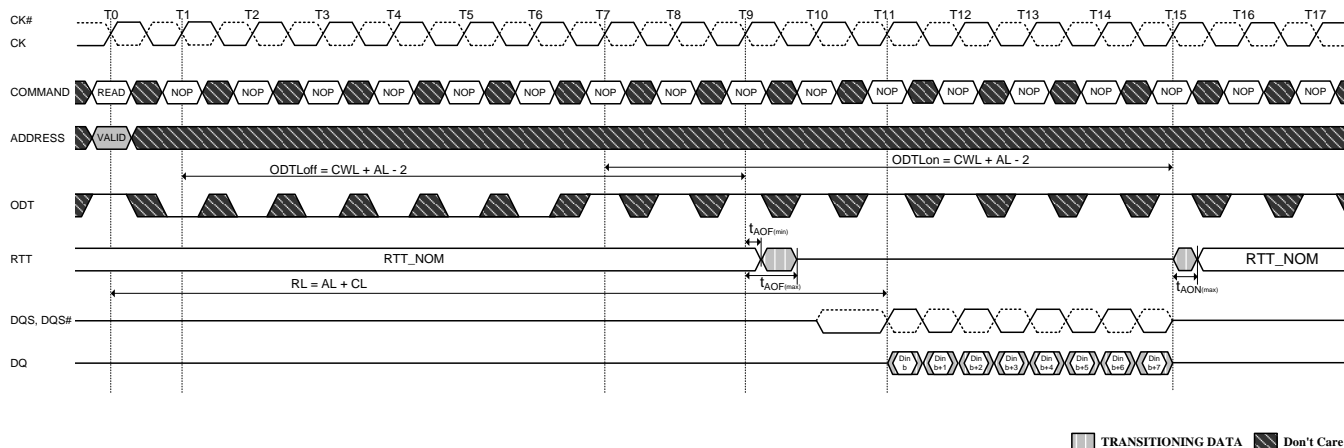 T0 T1 T2 T3 T4 T5 T6 T7 T8 T9 T10 T11 T12 T13 T14 T15 T16 T17
CK#
CK
COMMAND READ NOP NOP NOP NOP NOP NOP NOP NOP NOP NOP NOP NOP NOP NOP NOP NOP NOP
ADDRESS VALID
ODTLoff = CWL + AL - 2 ODTLon = CWL + AL - 2
ODT
tAOF(min)
RTT RTT_NOM RTT_NOM
tAOF(max) tAON(max)
RL = AL + CL
DQS, DQS#
DQ Din b Din b+1 Din b+2 Din b+3 Din b+4 Din b+5 Din b+6 Din b+7
TRANSITIONING DATA Don't Care